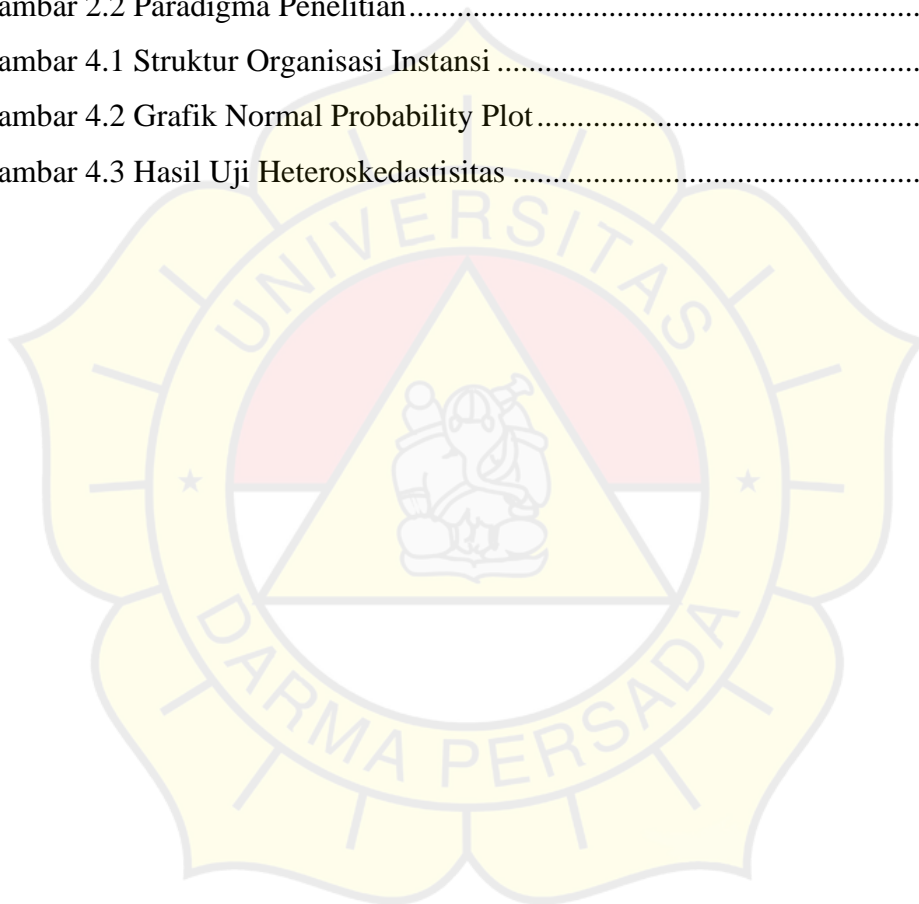 ambar 2.2 Paradigma Penelitian..........................................................................
ambar 4.1 Struktur Organisasi Instansi ..............................................................
ambar 4.2 Grafik Normal Probability Plot........................................................
ambar 4.3 Hasil Uji Heteroskedastisitas ...........................................................
UNIVERSITAS
DARMA PERSADA